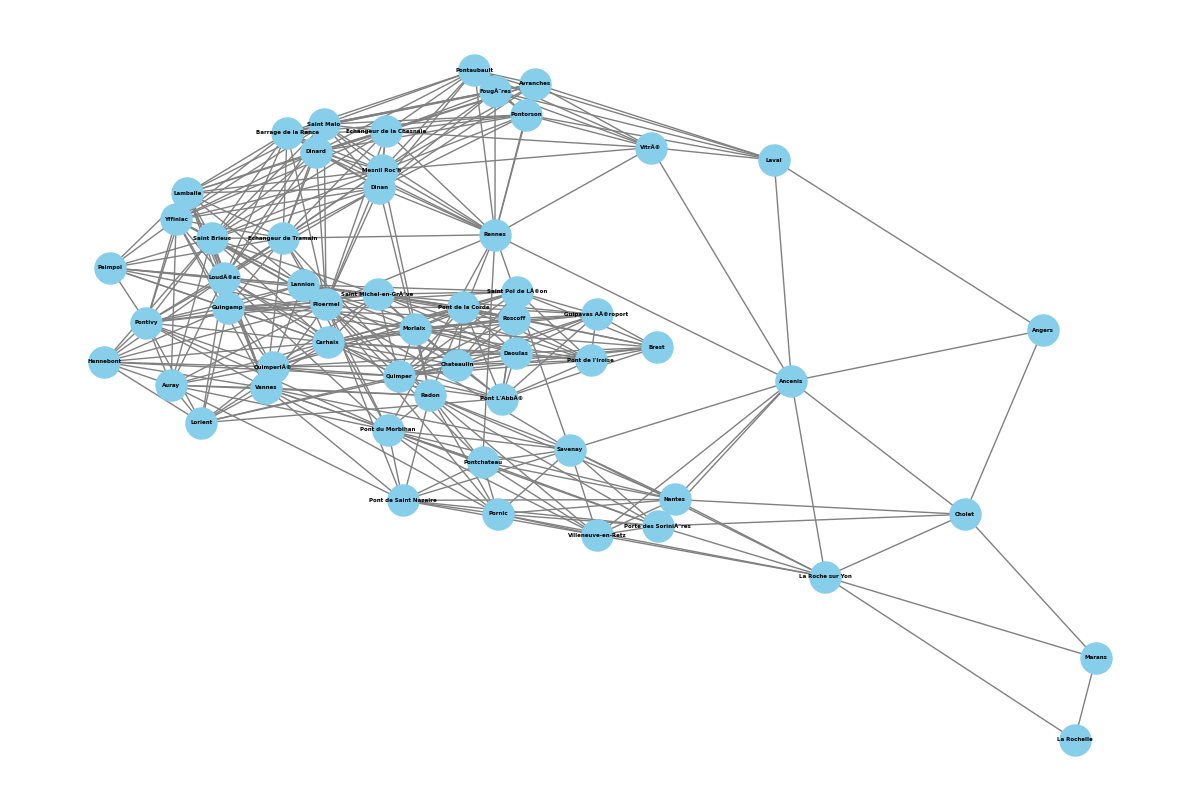 Pontaubault
Avranches
FougÃ¨res
Pontorson
Saint Malo
Barrage de la Rance
Echangeur de la Chesnaie
VitrÃ©
Dinard
Laval
Mesnil Roc'h
Dinan
Lamballe
Yffiniac
Rennes
Saint Brieuc
Echangeur de Tramain
Paimpol
LoudÃ©ac
Lannion
Saint Michel-en-GrÃ¨ve
Saint Pol de LÃ©on
Ploermel
Guingamp
Pont de la Corde
Guipavas AÃ©roport
Roscoff
Pontivy
Morlaix
Angers
Carhaix
Brest
Daoulas
Hennebont
Pont de l'Iroise
Chateaulin
QuimperlÃ©
Quimper
Ancenis
Auray
Vannes
Redon
Pont L'AbbÃ©
Lorient
Pont du Morbihan
Savenay
Pontchateau
Pont de Saint Nazaire
Nantes
Pornic
Cholet
Porte des SoriniÃ¨res
Villeneuve-en-Retz
La Roche sur Yon
Marans
La Rochelle